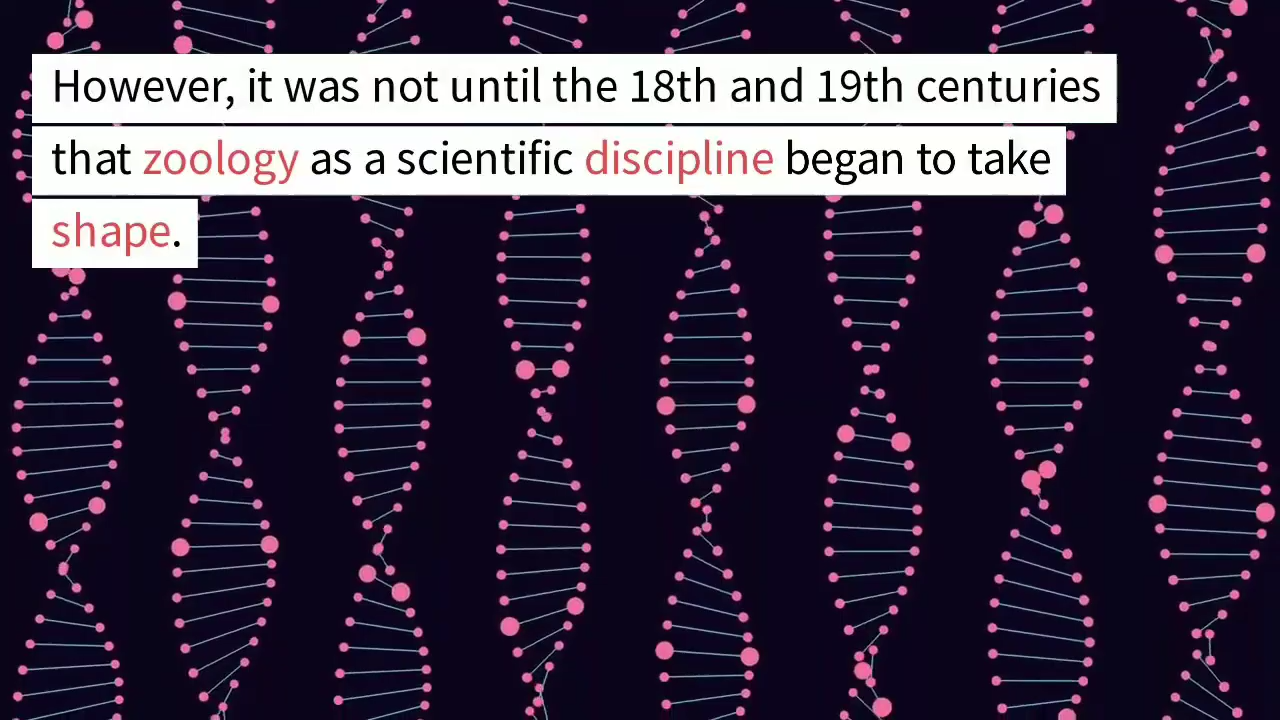 However, it was not until the 18th and 19th centuries
that zoology as a scientific discipline began to take
shape.